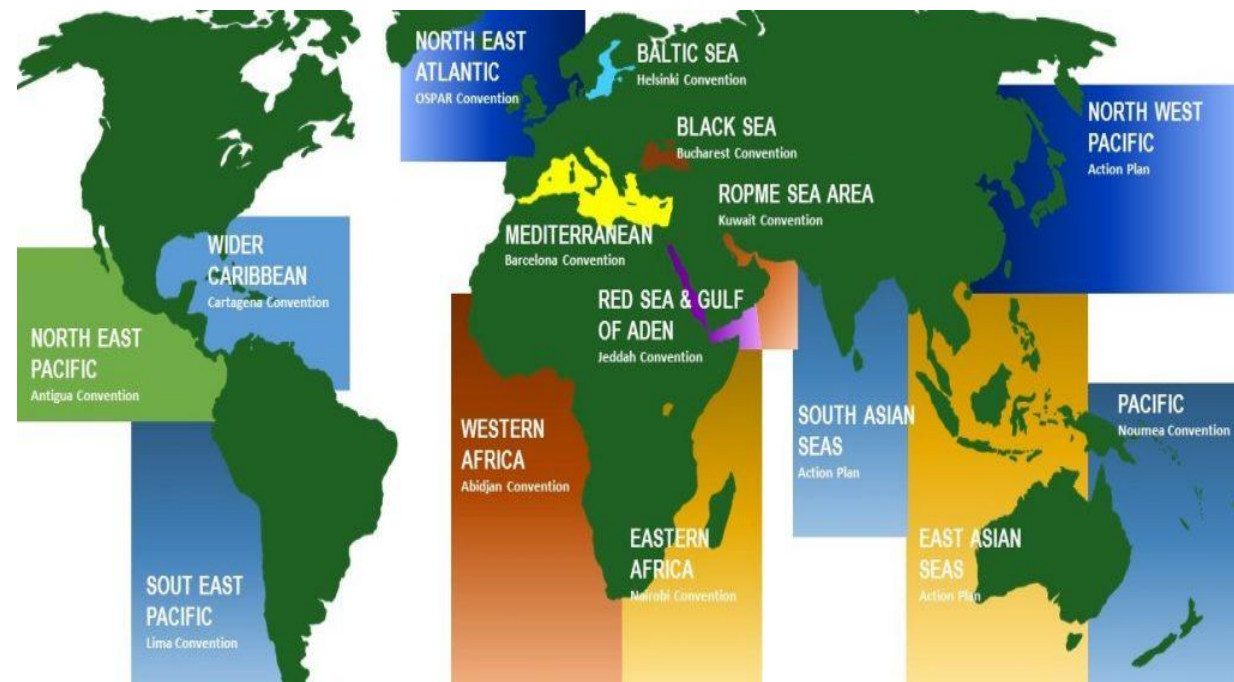 NORTH EAST
ATLANTIC
OSPAR Convention
BALTIC SEA
Helsinki Convention
BLACK SEA
Bucharest Convention
NORTH WEST
PACIFIC
Action Plan
ROPME SEA AREA
Kuwait Convention
MEDITERRANEAN
Barcelona Convention
WIDER
CARIBBEAN
Cartagena Convention
RED SEA & GULF
OF ADEN
Jeddah Convention
NORTH EAST
PACIFIC
Antigua Convention
WESTERN
AFRICA
Abidjan Convention
SOUTH ASIAN
SEAS
Action Plan
PACIFIC
Noumea Convention
EASTERN
AFRICA
Nairobi Convention
EAST ASIAN
SEAS
Action Plan
SOUT EAST
PACIFIC
Lima Convention